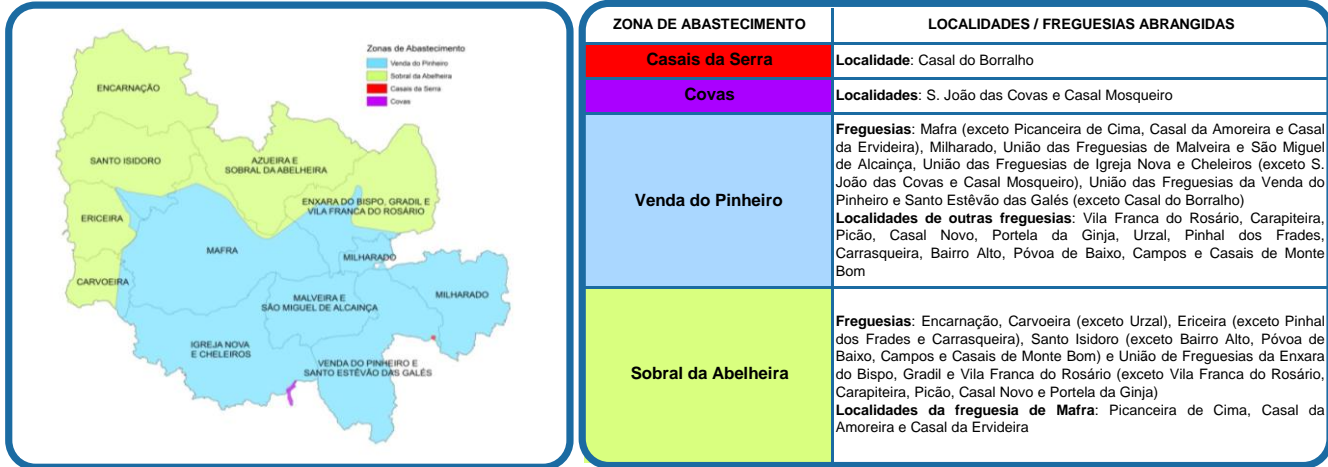 Zonas de Abastecimento
Venda do Pinheiro
Sobral da Abelheira
Casais da Serra
Covas
ENCARNAÇÃO
SANTO ISIDORO
AZUEIRA E
SOBRAL DA ABELHEIRA
ERICEIRA
ENXARA DO BISPO, GRADIL E
VILA FRANCA DO ROSÁRIO
MAFRA
MILHARADO
CARVOEIRA
MALVEIRA E
SÃO MIGUEL DE ALCAINÇA
MILHARADO
IGREJA NOVA
E CHELEIROS
VENDA DO PINHEIRO E
SANTO ESTÊVÃO DAS GALÉS
ZONA DE ABASTECIMENTO
LOCALIDADES / FREGUESIAS ABRANGIDAS
Casais da Serra
Localidade: Casal do Borralho
Covas
Localidades: S. João das Covas e Casal Mosqueiro
Venda do Pinheiro
Freguesias: Mafra (exceto Picanceira de Cima, Casal da Amoreira e Casal
da Ervideira), Milharado, União das Freguesias de Malveira e São Miguel
de Alcainça, União das Freguesias de Igreja Nova e Cheleiros (exceto S.
João das Covas e Casal Mosqueiro), União das Freguesias da Venda do
Pinheiro e Santo Estêvão das Galés (exceto Casal do Borralho)
Localidades de outras freguesias: Vila Franca do Rosário, Carapiteira,
Picão, Casal Novo, Portela da Ginja, Urzal, Pinhal dos Frades,
Carrasqueira, Bairro Alto, Póvoa de Baixo, Campos e Casais de Monte
Bom
Sobral da Abelheira
Freguesias: Encarnação, Carvoeira (exceto Urzal), Ericeira (exceto Pinhal
dos Frades e Carrasqueira), Santo Isidoro (exceto Bairro Alto, Póvoa de
Baixo, Campos e Casais de Monte Bom) e União de Freguesias da Enxara
do Bispo, Gradil e Vila Franca do Rosário (exceto Vila Franca do Rosário,
Carapiteira, Picão, Casal Novo e Portela da Ginja)
Localidades da freguesia de Mafra: Picanceira de Cima, Casal da
Amoreira e Casal da Ervideira